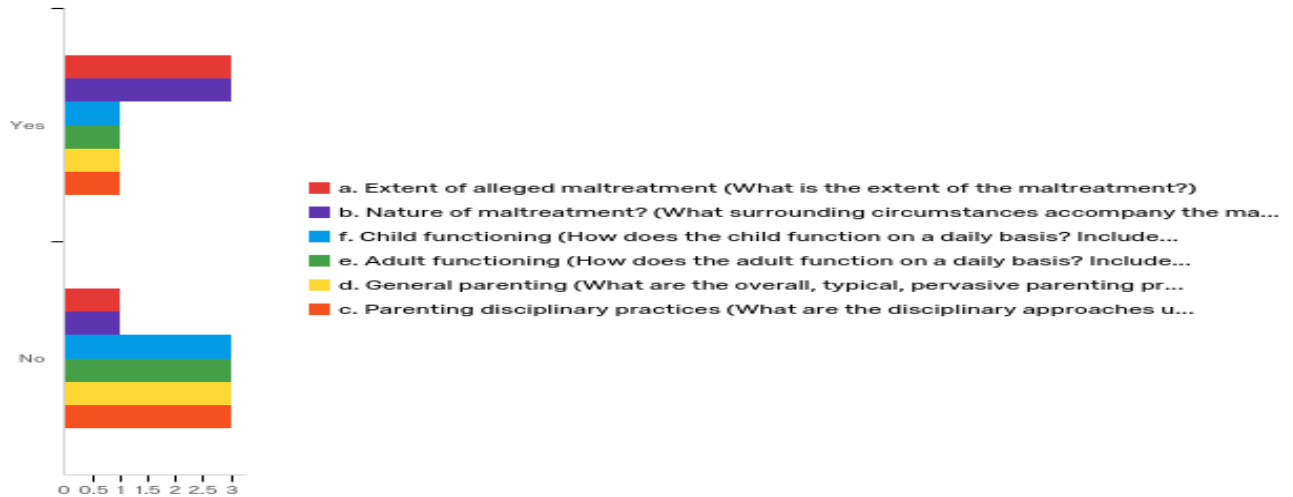 Yes
a. Extent of alleged maltreatment (What is the extent of the maltreatment?)
b. Nature of maltreatment? (What surrounding circumstances accompany the ma...
f. Child functioning (How does the child function on a daily basis? Include...
e. Adult functioning (How does the adult function on a daily basis? Include...
d. General parenting (What are the overall, typical, pervasive parenting pr...
c. Parenting disciplinary practices (What are the disciplinary approaches u...
No
0 0.5 1 1.5 2 2.5 3